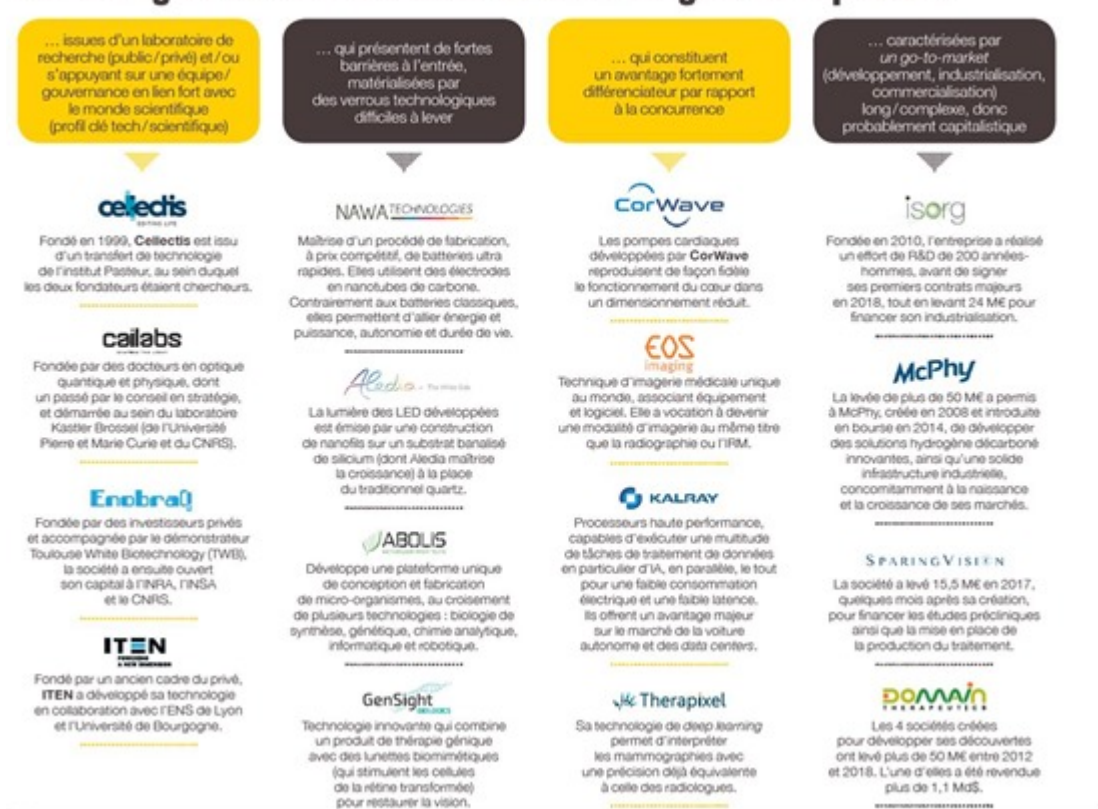 … issues d'un laboratoire de
recherche (public/privé) et/ou
s'appuyant sur une équipe/
gouvernance en lien fort avec
le monde scientifique
(profil clé tech/scientifique)
cellectis
EDITING LIFE
Fondé en 1999, Cellectis est issu
d'un transfert de technologie
de l'institut Pasteur, au sein duquel
les deux fondateurs étaient chercheurs.
cailabs
Fondée par des docteurs en optique
quantique et physique, dont
un passé par le conseil en stratégie,
et démarrée au sein du laboratoire
Kastler Brossel (de l'Université
Pierre et Marie Curie et du CNRS).
EnobraQ
Fondée par des investisseurs privés
et accompagnée par le démonstrateur
Toulouse White Biotechnology (TWB),
la société a ensuite ouvert
son capital à l'INRA, l'INSA
et le CNRS.
ITEN
Fondé par un ancien cadre du privé,
ITEN a développé sa technologie
en collaboration avec l'ENS de Lyon
et l'Université de Bourgogne.
… qui présentent de fortes
barrières à l'entrée,
matérialisées par
des verrous technologiques
difficiles à lever
NAWATECHNOLOGIES
Maîtrise d'un procédé de fabrication,
à prix compétitif, de batteries ultra
rapides. Elles utilisent des électrodes
en nanotubes de carbone.
Contrairement aux batteries classiques,
elles permettent d'allier énergie et
puissance, autonomie et durée de vie.
Aledia
La lumière des LED développées
est émise par une construction
de nanofils sur un substrat banalisé
de silicium (dont Aledia maîtrise
la croissance) à la place
du traditionnel quartz.
ABOLIS
Développe une plateforme unique
de conception et fabrication
de micro-organismes, au croisement
de plusieurs technologies : biologie de
synthèse, génétique, chimie analytique,
informatique et robotique.
GenSight
BIOLOGICS
Technologie innovante qui combine
un produit de thérapie génique
avec des lunettes biomimétiques
(qui stimulent les cellules
de la rétine transformée)
pour restaurer la vision.
… qui constituent
un avantage fortement
différenciateur par rapport
à la concurrence
CorWave
Les pompes cardiaques
développées par CorWave
reproduisent de façon fidèle
le fonctionnement du cœur dans
un dimensionnement réduit.
EOS
imaging
Technique d'imagerie médicale unique
au monde, associant équipement
et logiciel. Elle a vocation à devenir
une modalité d'imagerie au même titre
que la radiographie ou l'IRM.
KALRAY
Processeurs haute performance,
capables d'exécuter une multitude
de tâches de traitement de données
en particulier d'IA, en parallèle, le tout
pour une faible consommation
électrique et une faible latence.
Ils offrent un avantage majeur
sur le marché de la voiture
autonome et des data centers.
Therapixel
Sa technologie de deep learning
permet d'interpréter
les mammographies avec
une précision déjà équivalente
à celle des radiologues.
… caractérisées par
un go-to-market
(développement, industrialisation,
commercialisation)
long/complexe, donc
probablement capitalistique
isorg
Fondée en 2010, l'entreprise a réalisé
un effort de R&D de 200 années-
hommes, avant de signer
ses premiers contrats majeurs
en 2018, tout en levant 24 M€ pour
financer son industrialisation.
McPhy
La levée de plus de 50 M€ a permis
à McPhy, créée en 2008 et introduite
en bourse en 2014, de développer
des solutions hydrogène décarboné
innovantes, ainsi qu'une solide
infrastructure industrielle,
concomitamment à la naissance
et la croissance de ses marchés.
SPARINGVISION
La société a levé 15,5 M€ en 2017,
quelques mois après sa création,
pour financer les études précliniques
ainsi que la mise en place de
la production du traitement.
DOMAIN
THERAPEUTICS
Les 4 sociétés créées
pour développer ses découvertes
ont levé plus de 50 M€ entre 2012
et 2018. L'une d'elles a été revendue
plus de 1,1 Md$.